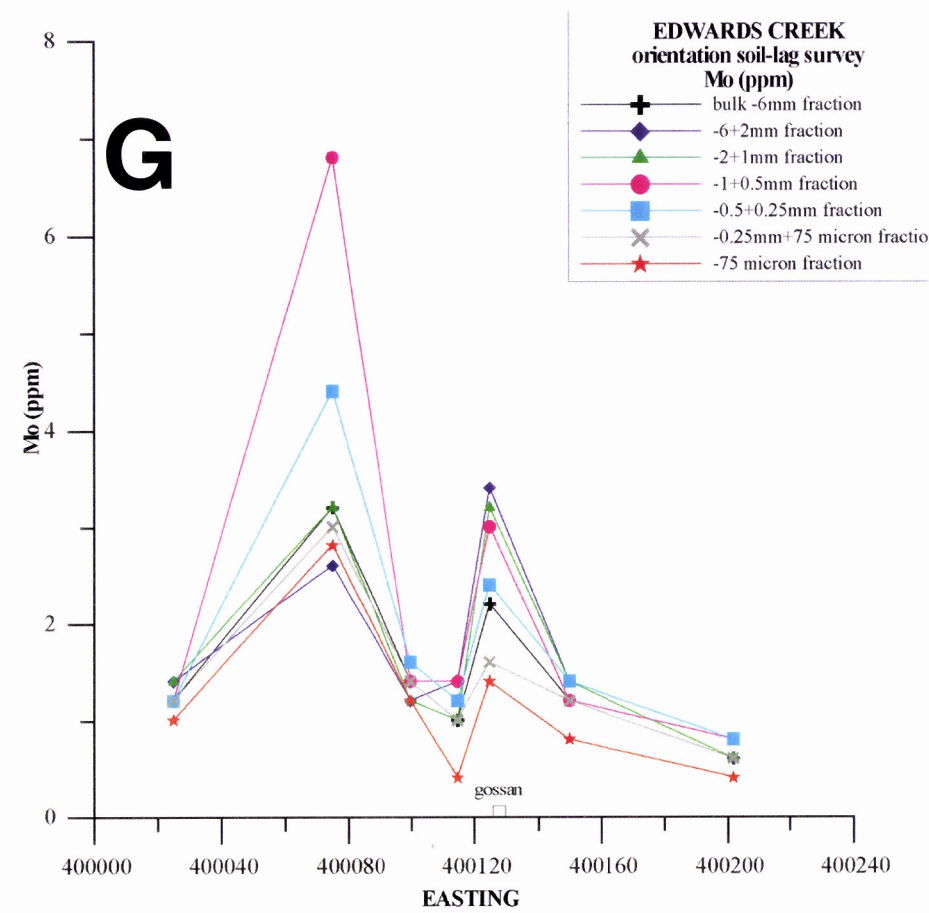 G
EDWARDS CREEK
orientation soil-lag survey
Mo (ppm)
bulk -6mm fraction
-6+2mm fraction
-2+1mm fraction
-1+0.5mm fraction
-0.5+0.25mm fraction
-0.25mm+75 micron fractio
-75 micron fraction
8
6
4
2
0
Mo (ppm)
gossan
400000 400040 400080 400120 400160 400200 400240
EASTING